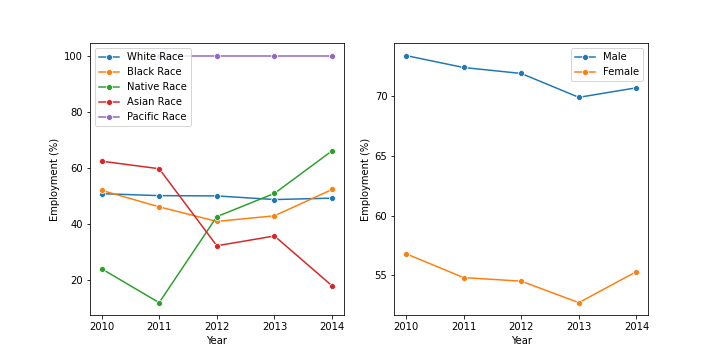 100
80
60
40
20
Employment (%)
White Race
Black Race
Native Race
Asian Race
Pacific Race
2010 2011 2012 2013 2014
Year
70
65
60
55
Employment (%)
Male
Female
2010 2011 2012 2013 2014
Year